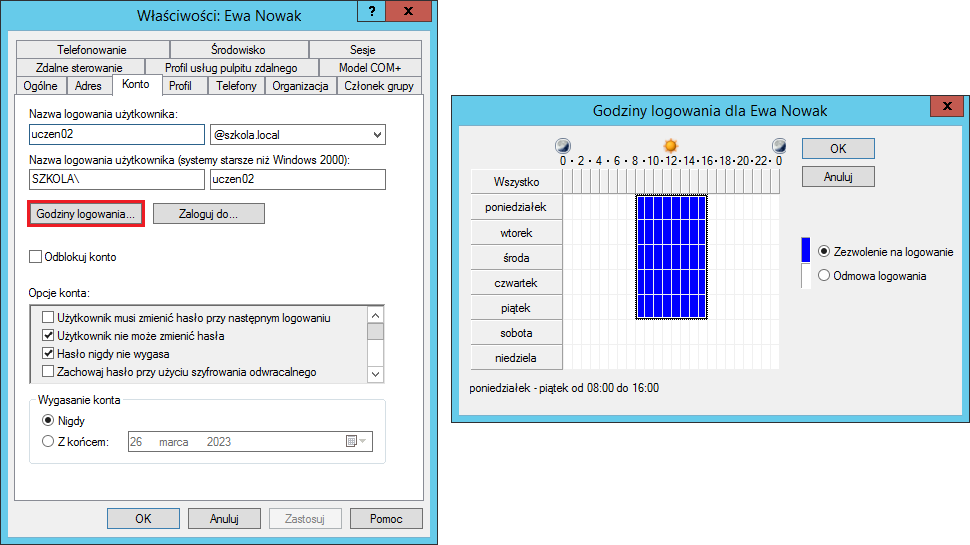 Właściwości: Ewa Nowak
?
x
Telefonowanie Środowisko Sesje
Zdalne sterowanie Profil usług pulpitu zdalnego Model COM+
Ogólne Adres Konto Profil Telefony Organizacja Członek grupy
Nazwa logowania użytkownika:
uczen02 @szkola.local
Nazwa logowania użytkownika (systemy starsze niż Windows 2000):
SZKOLA\ uczen02
Godziny logowania... Zaloguj do...
Odblokuj konto
Opcje konta:
Użytkownik musi zmienić hasło przy następnym logowaniu
Użytkownik nie może zmienić hasła
Hasło nigdy nie wygasa
Zachowaj hasło przy użyciu szyfrowania odwracalnego
Wygasanie konta
Nigdy
Z końcem: 26 marca 2023
OK Anuluj Zastosuj Pomoc
Godziny logowania dla Ewa Nowak
x
0 · 2 · 4 · 6 · 8 · 10 · 12 · 14 · 16 · 18 · 20 · 22 · 0
Wszystko
poniedziałek
wtorek
środa
czwartek
piątek
sobota
niedziela
OK
Anuluj
Zezwolenie na logowanie
Odmowa logowania
poniedziałek - piątek od 08:00 do 16:00